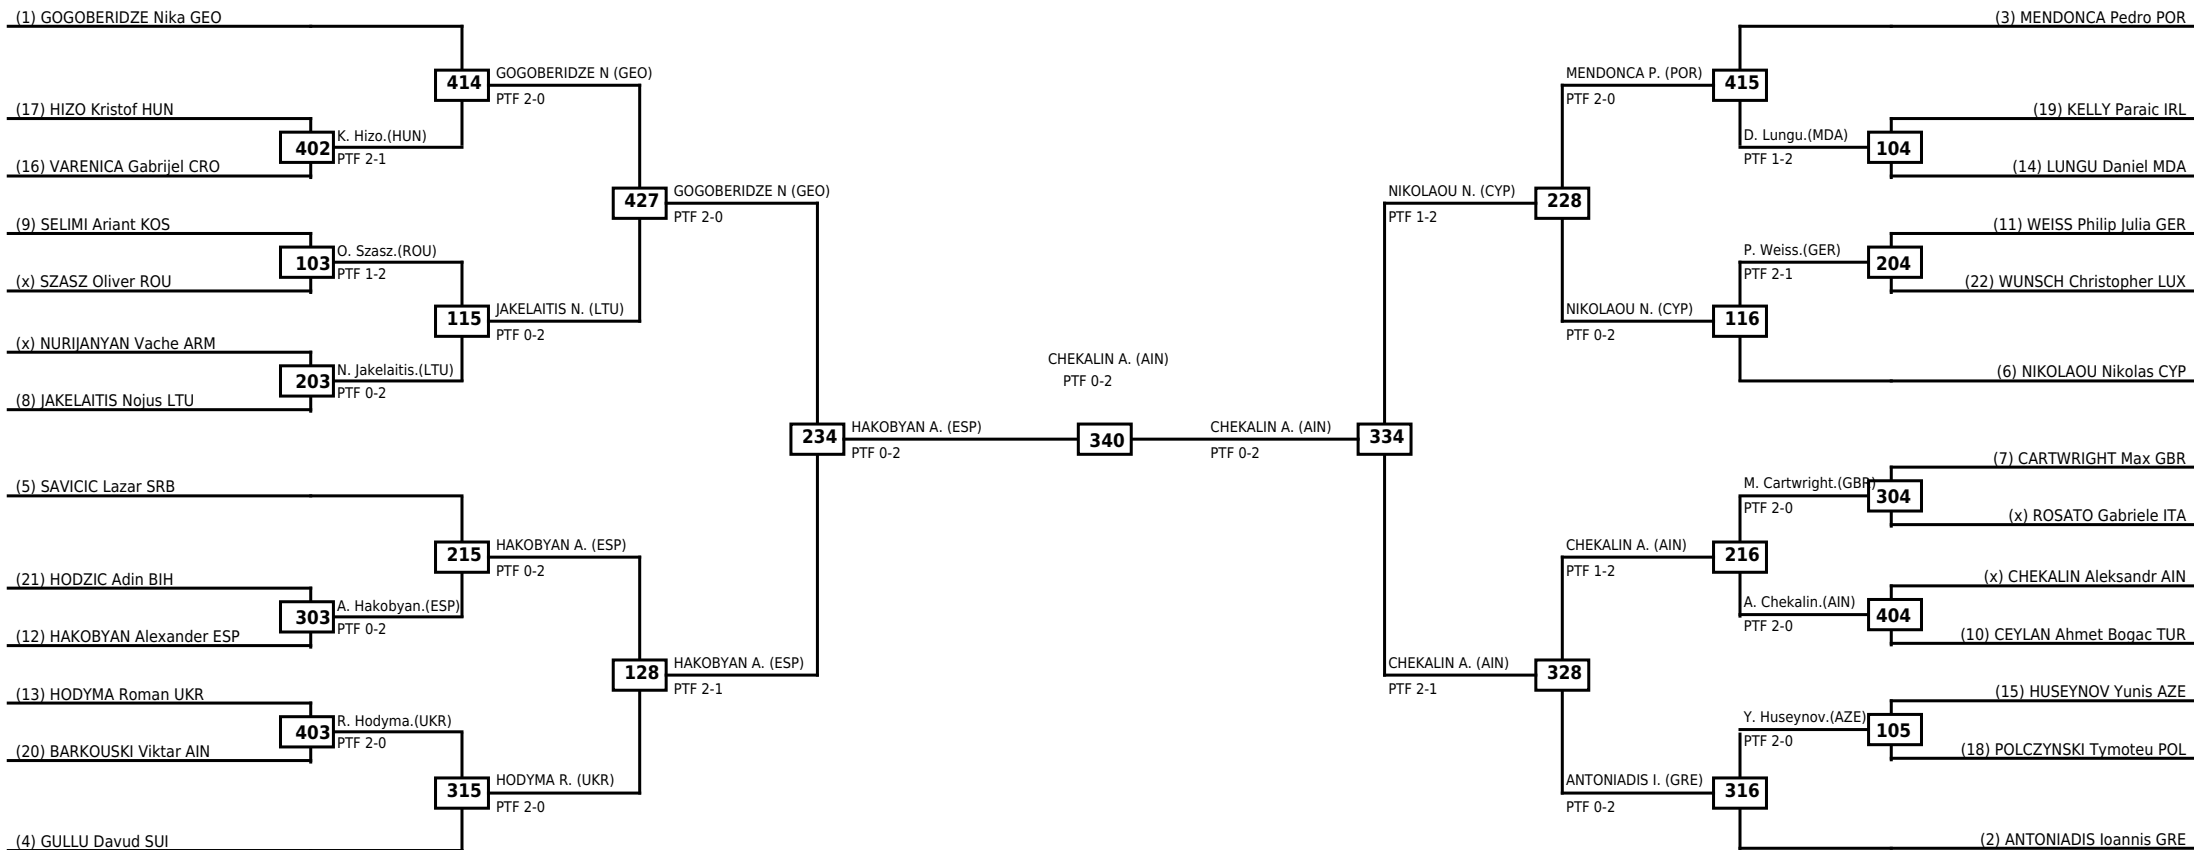 (1) GOGOBERIDZE Nika GEO
414
GOGOBERIDZE N (GEO)
PTF 2-0
(17) HIZO Kristof HUN
402
K. Hizo.(HUN)
PTF 2-1
(16) VARENICA Gabrijel CRO
427
GOGOBERIDZE N (GEO)
PTF 2-0
(9) SELIMI Ariant KOS
103
O. Szasz.(ROU)
PTF 1-2
(x) SZASZ Oliver ROU
115
JAKELAITIS N. (LTU)
PTF 0-2
(x) NURIJANYAN Vache ARM
203
N. Jakelaitis.(LTU)
PTF 0-2
(8) JAKELAITIS Nojus LTU
234
HAKOBYAN A. (ESP)
PTF 0-2
(5) SAVICIC Lazar SRB
215
HAKOBYAN A. (ESP)
PTF 0-2
(21) HODZIC Adin BIH
303
A. Hakobyan.(ESP)
PTF 0-2
(12) HAKOBYAN Alexander ESP
128
HAKOBYAN A. (ESP)
PTF 2-1
(13) HODYMA Roman UKR
403
R. Hodyma.(UKR)
PTF 2-0
(20) BARKOUSKI Viktar AIN
315
HODYMA R. (UKR)
PTF 2-0
(4) GULLU Davud SUI
CHEKALIN A. (AIN)
PTF 0-2
340
CHEKALIN A. (AIN)
PTF 0-2
334
(3) MENDONCA Pedro POR
MENDONCA P. (POR)
PTF 2-0
415
(19) KELLY Paraic IRL
D. Lungu.(MDA)
PTF 1-2
104
(14) LUNGU Daniel MDA
NIKOLAOU N. (CYP)
PTF 1-2
228
(11) WEISS Philip Julia GER
P. Weiss.(GER)
PTF 2-1
204
(22) WUNSCH Christopher LUX
NIKOLAOU N. (CYP)
PTF 0-2
116
(6) NIKOLAOU Nikolas CYP
(7) CARTWRIGHT Max GBR
M. Cartwright.(GBR)
PTF 2-0
304
(x) ROSATO Gabriele ITA
CHEKALIN A. (AIN)
PTF 1-2
216
(x) CHEKALIN Aleksandr AIN
A. Chekalin.(AIN)
PTF 2-0
404
(10) CEYLAN Ahmet Bogac TUR
CHEKALIN A. (AIN)
PTF 2-1
328
(15) HUSEYNOV Yunis AZE
Y. Huseynov.(AZE)
PTF 2-0
105
(18) POLCZYNSKI Tymoteu POL
ANTONIADIS I. (GRE)
PTF 0-2
316
(2) ANTONIADIS Ioannis GRE